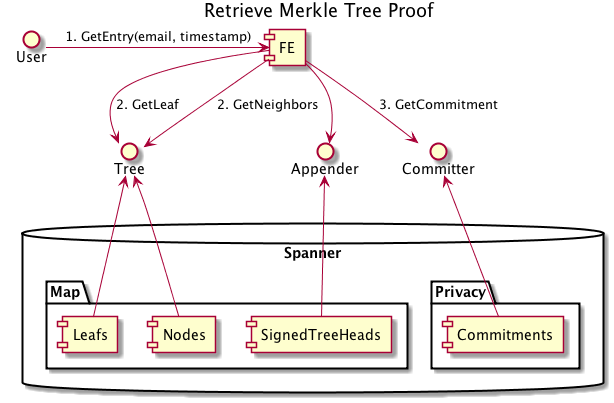 Retrieve Merkle Tree Proof
1. GetEntry(email, timestamp)
FE
User
2. GetLeaf
2. GetNeighbors
3. GetCommitment
Tree
Appender
Committer
Spanner
Map
Privacy
Leafs
Nodes
SignedTreeHeads
Commitments